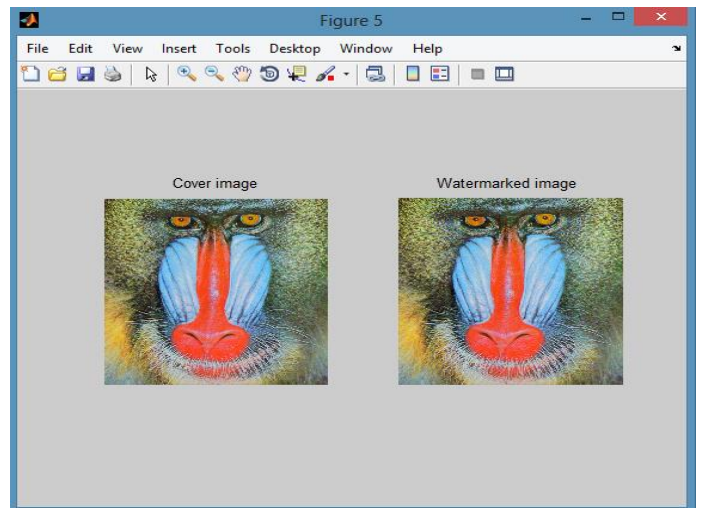 Figure 5
File Edit View Insert Tools Desktop Window Help
Cover image
Watermarked image